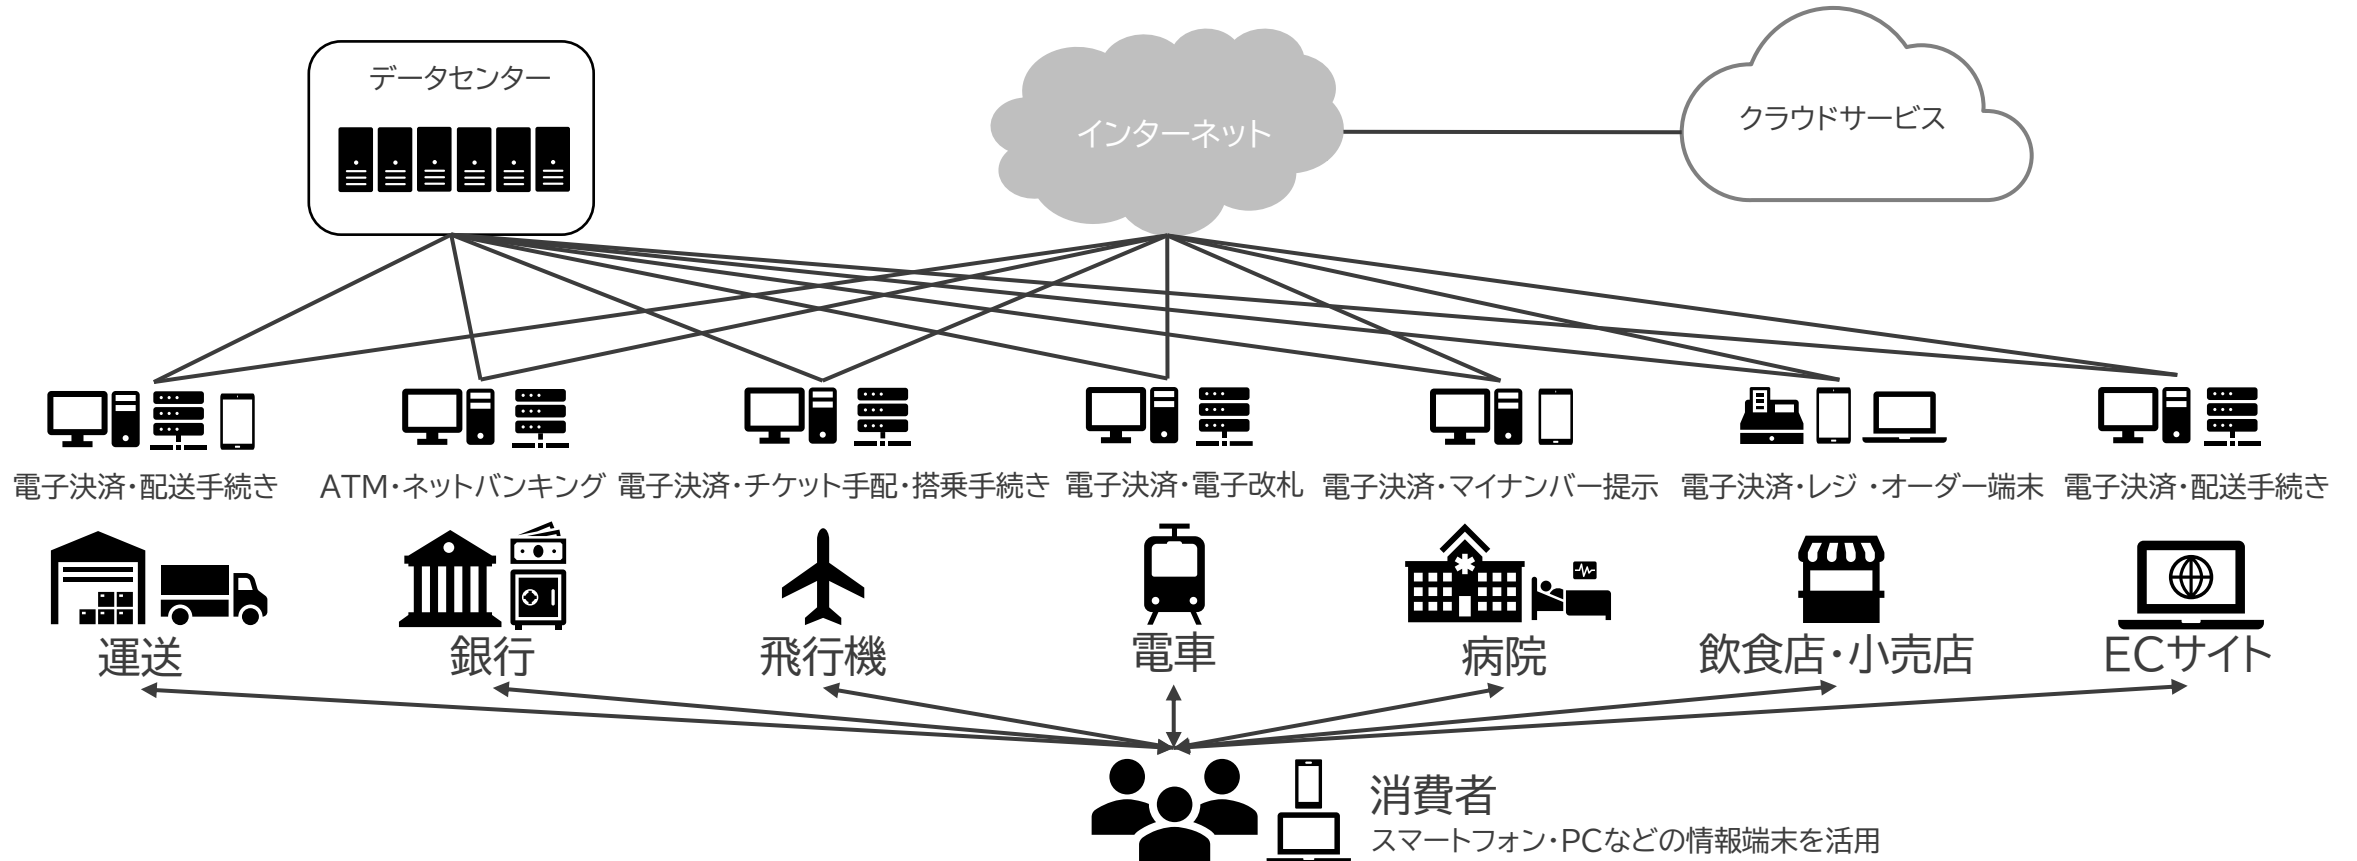 データセンター
インターネット
クラウドサービス
電子決済・配送手続き
ATM・ネットバンキング
電子決済・チケット手配・搭乗手続き
電子決済・電子改札
電子決済・マイナンバー提示
電子決済・レジ ・オーダー端末
電子決済・配送手続き
運送
銀行
飛行機
電車
病院
飲食店・小売店
ECサイト
消費者
スマートフォン・PCなどの情報端末を活用